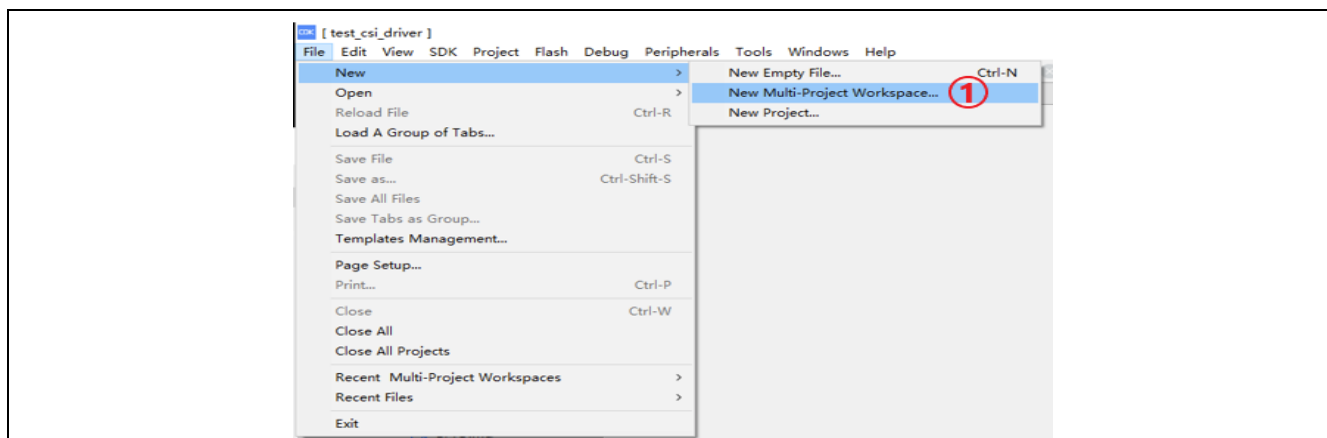 CDK [ test_csi_driver ]
File Edit View SDK Project Flash Debug Peripherals Tools Windows Help
New >
Open >
Reload File Ctrl-R
Load A Group of Tabs...
Save File Ctrl-S
Save as... Ctrl-Shift-S
Save All Files
Save Tabs as Group...
Templates Management...
Page Setup...
Print... Ctrl-P
Close Ctrl-W
Close All
Close All Projects
Recent Multi-Project Workspaces >
Recent Files >
Exit
New Empty File... Ctrl-N
New Multi-Project Workspace... ①
New Project...